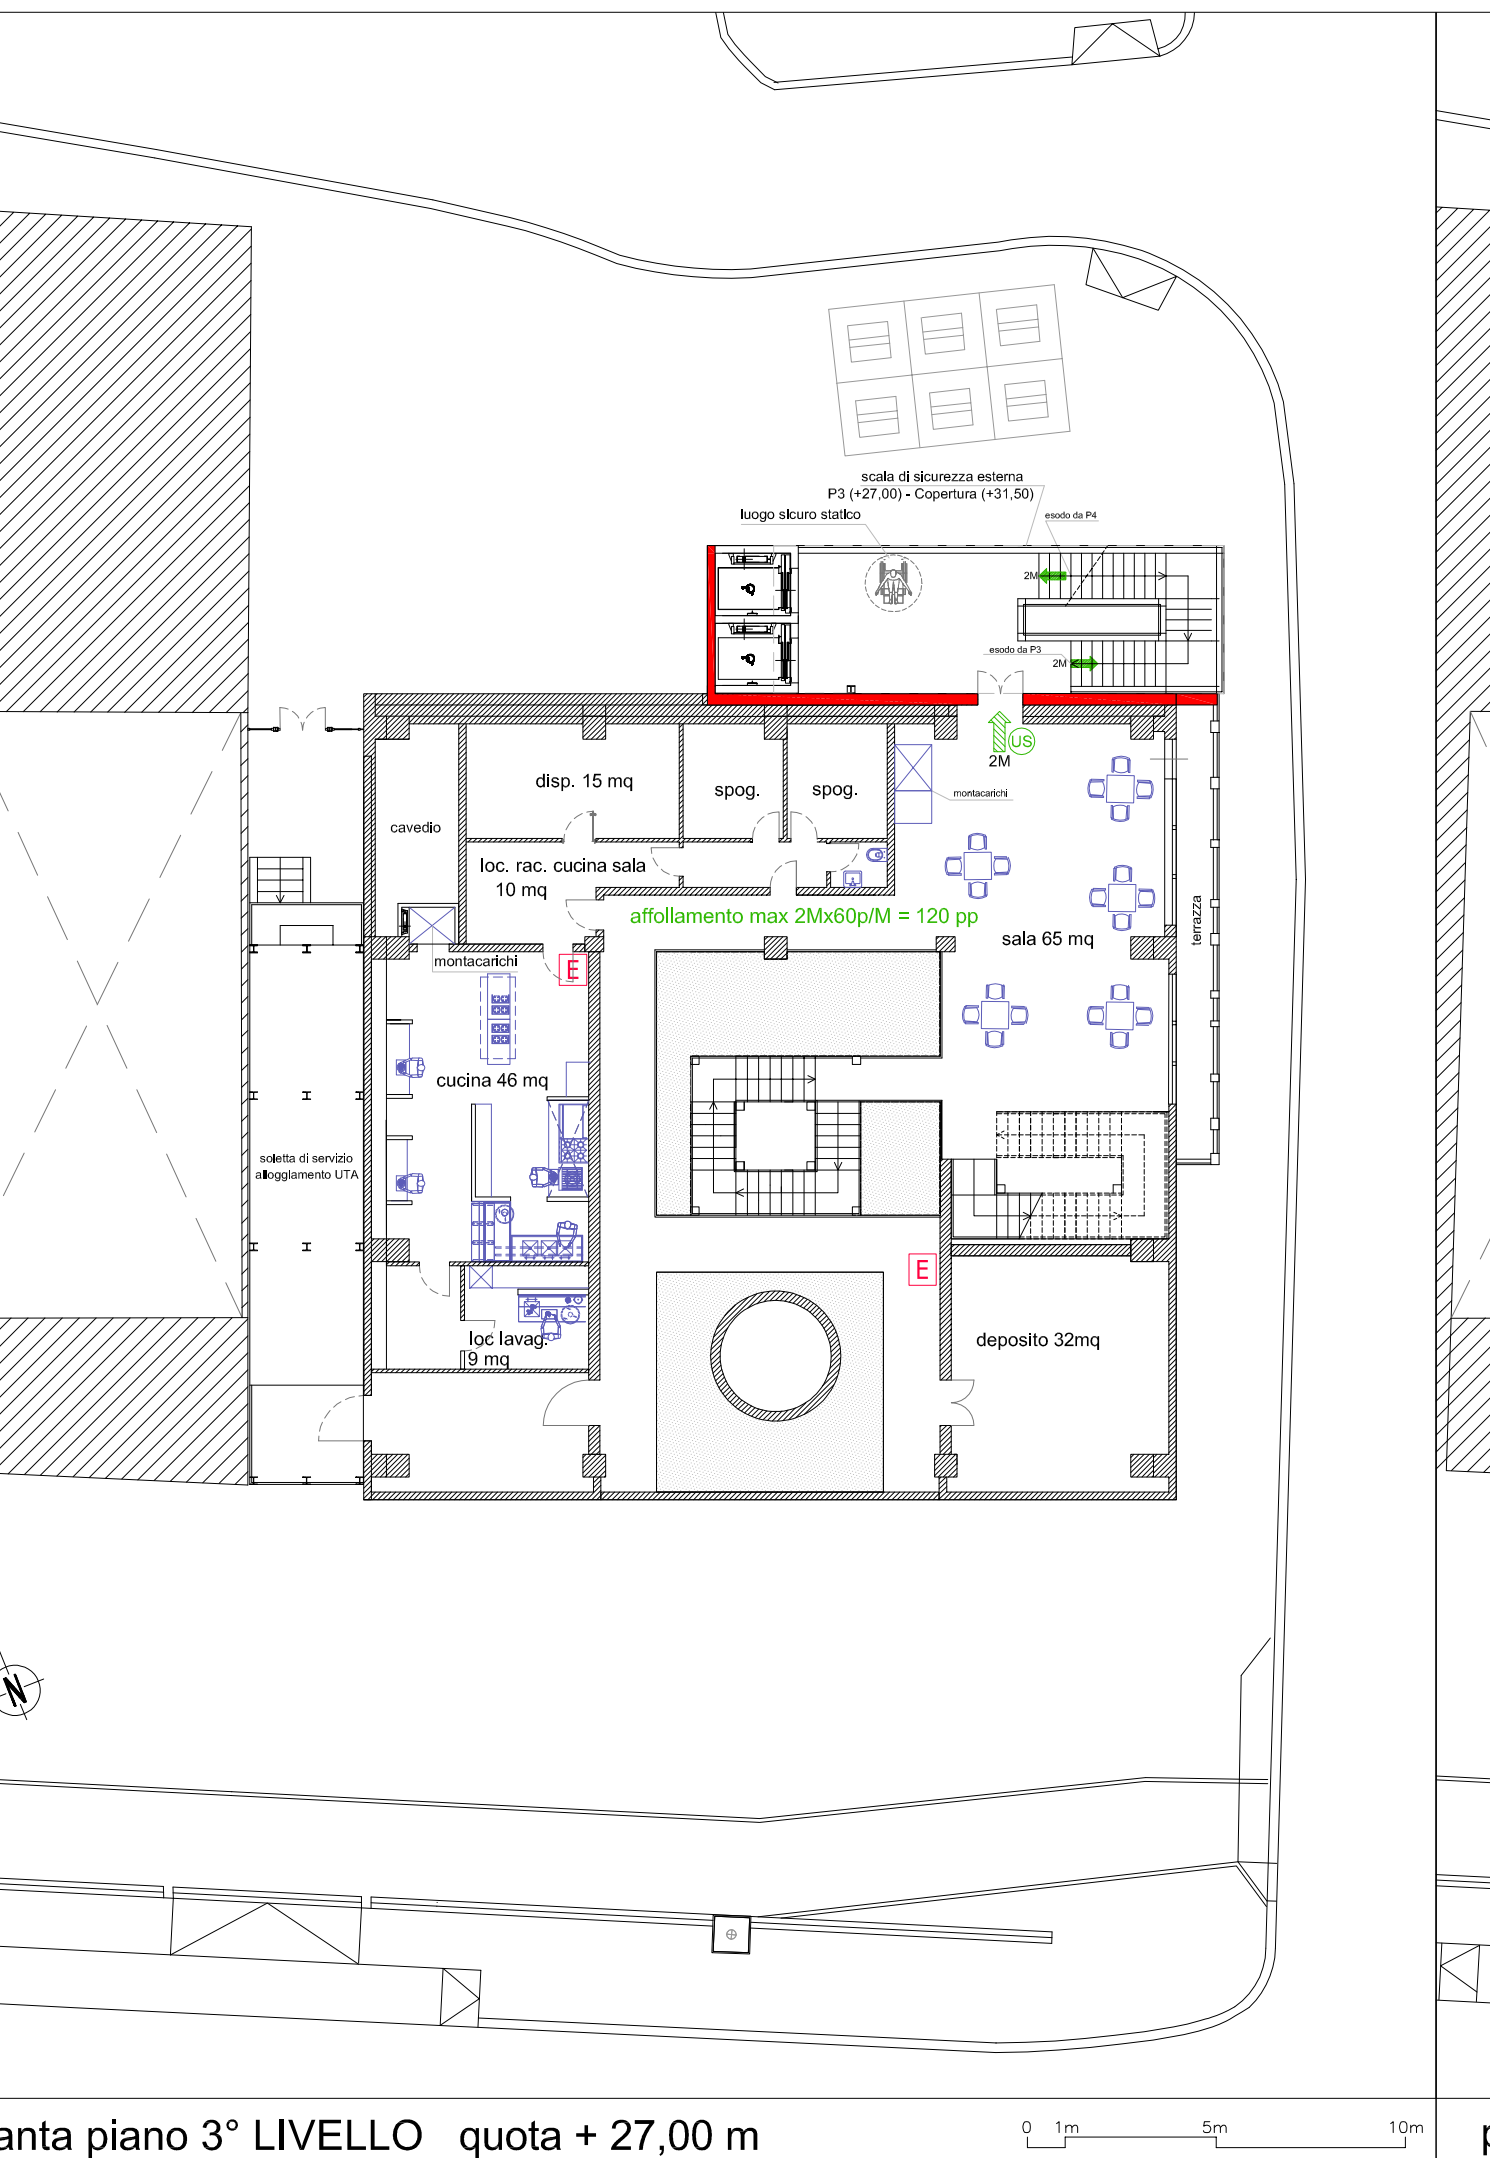 scala di sicurezza esterna
P3 (+27,00) - Copertura (+31,50)
luogo sicuro statico
esodo da P4
2M
esodo da P3
2M
US
2M
disp. 15 mq
spog.
spog.
montacarichi
cavedio
loc. rac. cucina sala
10 mq
affollamento max 2Mx60p/M = 120 pp
terrazza
sala 65 mq
montacarichi
E
cucina 46 mq
soletta di servizio
alloggiamento UTA
E
loc lavag.
9 mq
deposito 32mq
N
anta piano 3° LIVELLO quota + 27,00 m
0 1m 5m 10m